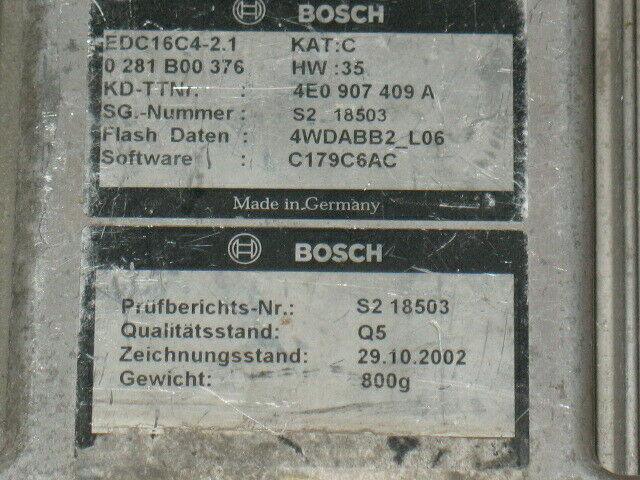 BOSCH
EDC16C4-2.1 KAT:C
0 281 B00 376 HW :35
KD-TTNr. : 4E0 907 409 A
SG.-Nummer : S2 18503
Flash Daten : 4WDABB2_L06
Software : C179C6AC
Made in Germany
BOSCH
Prüfberichts-Nr.: S2 18503
Qualitätsstand: Q5
Zeichnungsstand: 29.10.2002
Gewicht: 800g